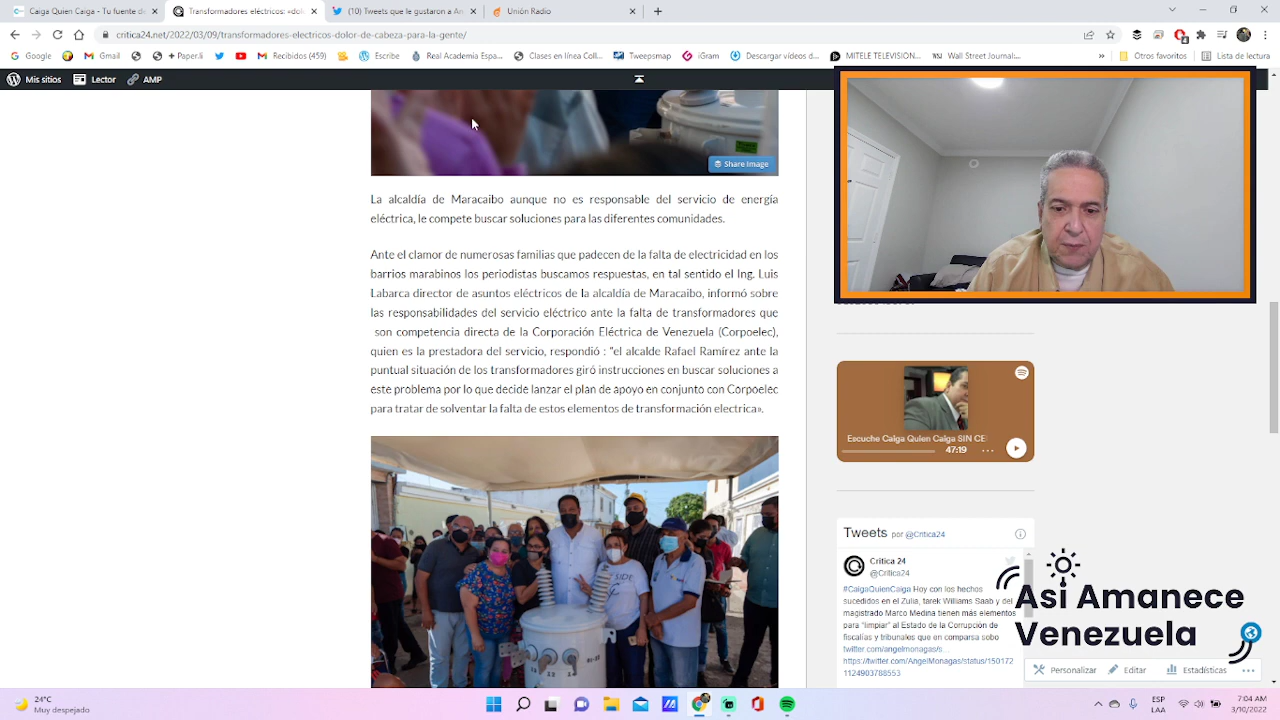 Caiga Quien Caiga - Tu fuente de
Transformadores eléctricos: «dolo
(10) Tweets que le gustaron a An
Unión Radio
critica24.net/2022/03/09/transformadores-electricos-dolor-de-cabeza-para-la-gente/
Google
Gmail
+ Paper.li
Recibidos (459)
Escribe
Real Academia Espa...
Clases en línea Coll...
Tweepsmap
iGram
Descargar vídeos d...
MITELE TELEVISION...
WSJ Wall Street Journal...
»
Otros favoritos
Lista de lectura
Mis sitios
AMP
Share Image
La alcaldía de Maracaibo aunque no es responsable del servicio de energía
eléctrica, le compete buscar soluciones para las diferentes comunidades.
Ante el clamor de numerosas familias que padecen de la falta de electricidad en los
barrios marabinos los periodistas buscamos respuestas, en tal sentido el Ing. Luis
Labarca director de asuntos eléctricos de la alcaldía de Maracaibo, informó sobre
las responsabilidades del servicio eléctrico ante la falta de transformadores que
son competencia directa de la Corporación Eléctrica de Venezuela (Corpoelec),
quien es la prestadora del servicio, respondió : "el alcalde Rafael Ramírez ante la
puntual situación de los transformadores giró instrucciones en buscar soluciones a
este problema por lo que decidé lanzar el plan de apoyo en conjunto con Corpoelec
para tratar de solventar la falta de estos elementos de transformación electrica».
Escuche Caiga Quien Caiga SIN CE
47:19
Tweets por @Critica24
Critica 24
@Critica24
#CaigaQuienCaiga Hoy con los hechos
sucedidos en el Zulia, tarek Williams Saab y del
magistrado Marco Medina tienen más elementos
para "limpiar" al Estado de la Corrupción de
fiscalías y tribunales que en comparsa sobo
twitter.com/angelmonagas/s...
https://twitter.com/AngelMonagas/status/150172
1124903788553
Asi Amanece
Venezuela
Personalizar
Editar
Estadísticas
24°C
Muy despejado
ESP
LAA
7:04 AM
3/10/2022